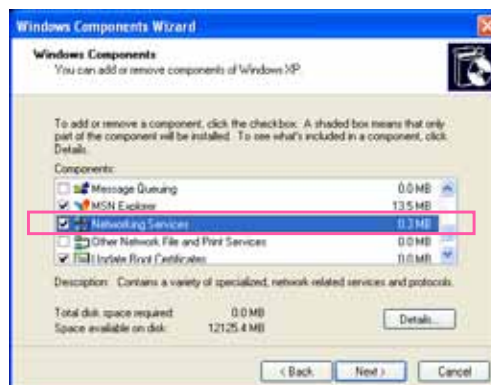 Windows Components Wizard
Windows Components
You can add or remove components of Windows XP.
To add or remove a component, click the checkbox. A shaded box means that only
part of the component will be installed. To see what's included in a component, click
Details.
Components:
Message Queuing 0.0 MB
MSN Explorer 13.5 MB
Networking Services 0.3 MB
Other Network File and Print Services 0.0 MB
Update Root Certificates 0.0 MB
Description: Contains a variety of specialized, network-related services and protocols.
Total disk space required: 0.0 MB
Space available on disk: 12125.4 MB
Details...
< Back Next > Cancel